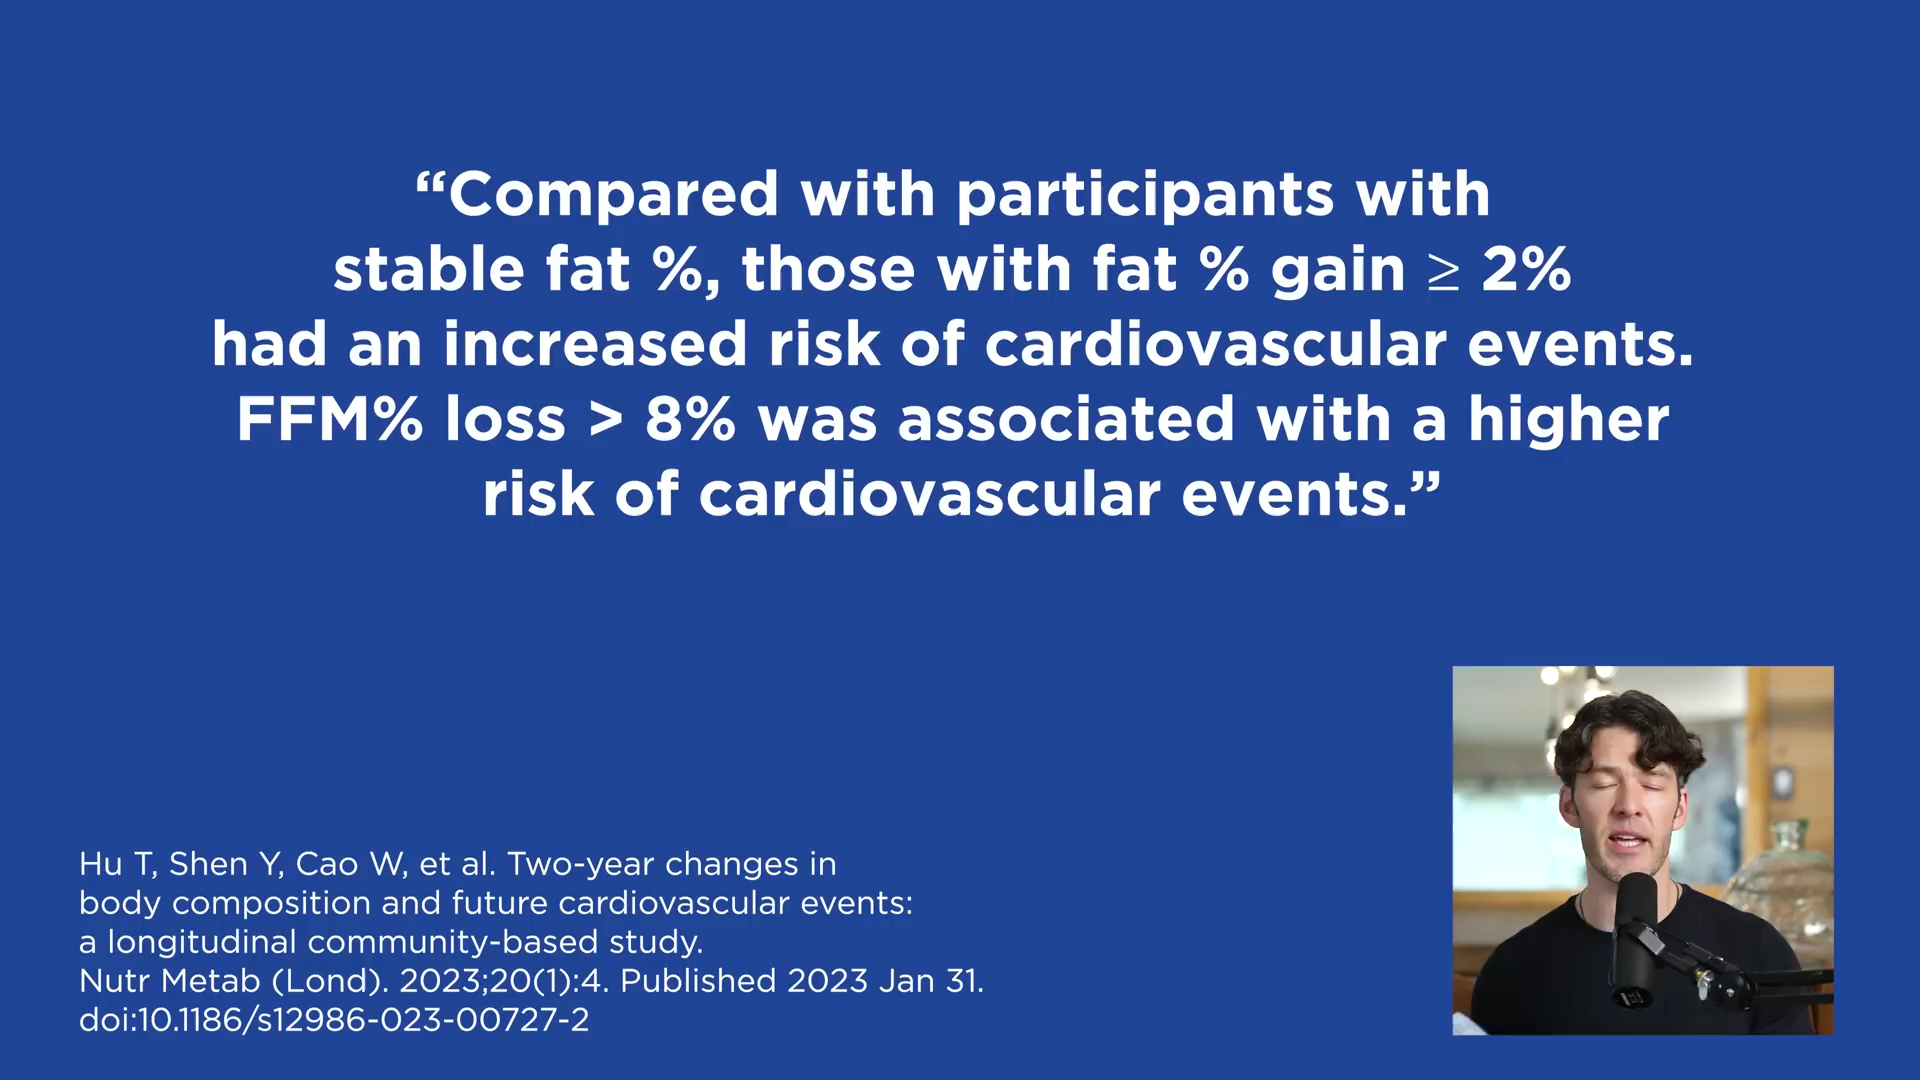 “Compared with participants with
stable fat %, those with fat % gain ≥ 2%
had an increased risk of cardiovascular events.
FFM% loss > 8% was associated with a higher
risk of cardiovascular events.”
Hu T, Shen Y, Cao W, et al. Two-year changes in
body composition and future cardiovascular events:
a longitudinal community-based study.
Nutr Metab (Lond). 2023;20(1):4. Published 2023 Jan 31.
doi:10.1186/s12986-023-00727-2